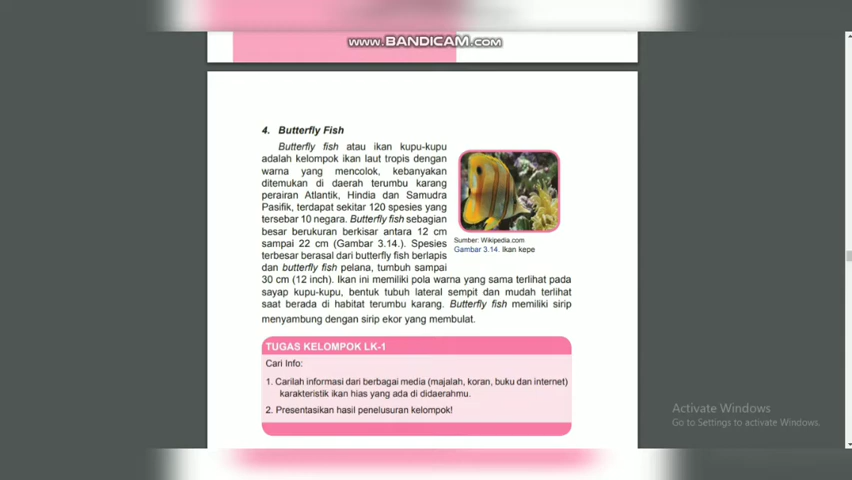 www.BANDICAM.com
4. Butterfly Fish
Butterfly fish atau ikan kupu-kupu
adalah kelompok ikan laut tropis dengan
warna yang mencolok, kebanyakan
ditemukan di daerah terumbu karang
perairan Atlantik, Hindia dan Samudra
Pasifik, terdapat sekitar 120 spesies yang
tersebar 10 negara. Butterfly fish sebagian
besar berukuran berkisar antara 12 cm
sampai 22 cm (Gambar 3.14.). Spesies
terbesar berasal dari butterfly fish berlapis
dan butterfly fish pelana, tumbuh sampai
30 cm (12 inch). Ikan ini memiliki pola warna yang sama terlihat pada
sayap kupu-kupu, bentuk tubuh lateral sempit dan mudah terlihat
saat berada di habitat terumbu karang. Butterfly fish memiliki sirip
menyambung dengan sirip ekor yang membulat.
Sumber: Wikipedia.com
Gambar 3.14. Ikan kepe
TUGAS KELOMPOK LK-1
Cari Info:
1. Carilah informasi dari berbagai media (majalah, koran, buku dan internet)
karakteristik ikan hias yang ada di didaerahmu.
2. Presentasikan hasil penelusuran kelompok!
Activate Windows
Go to Settings to activate Windows.